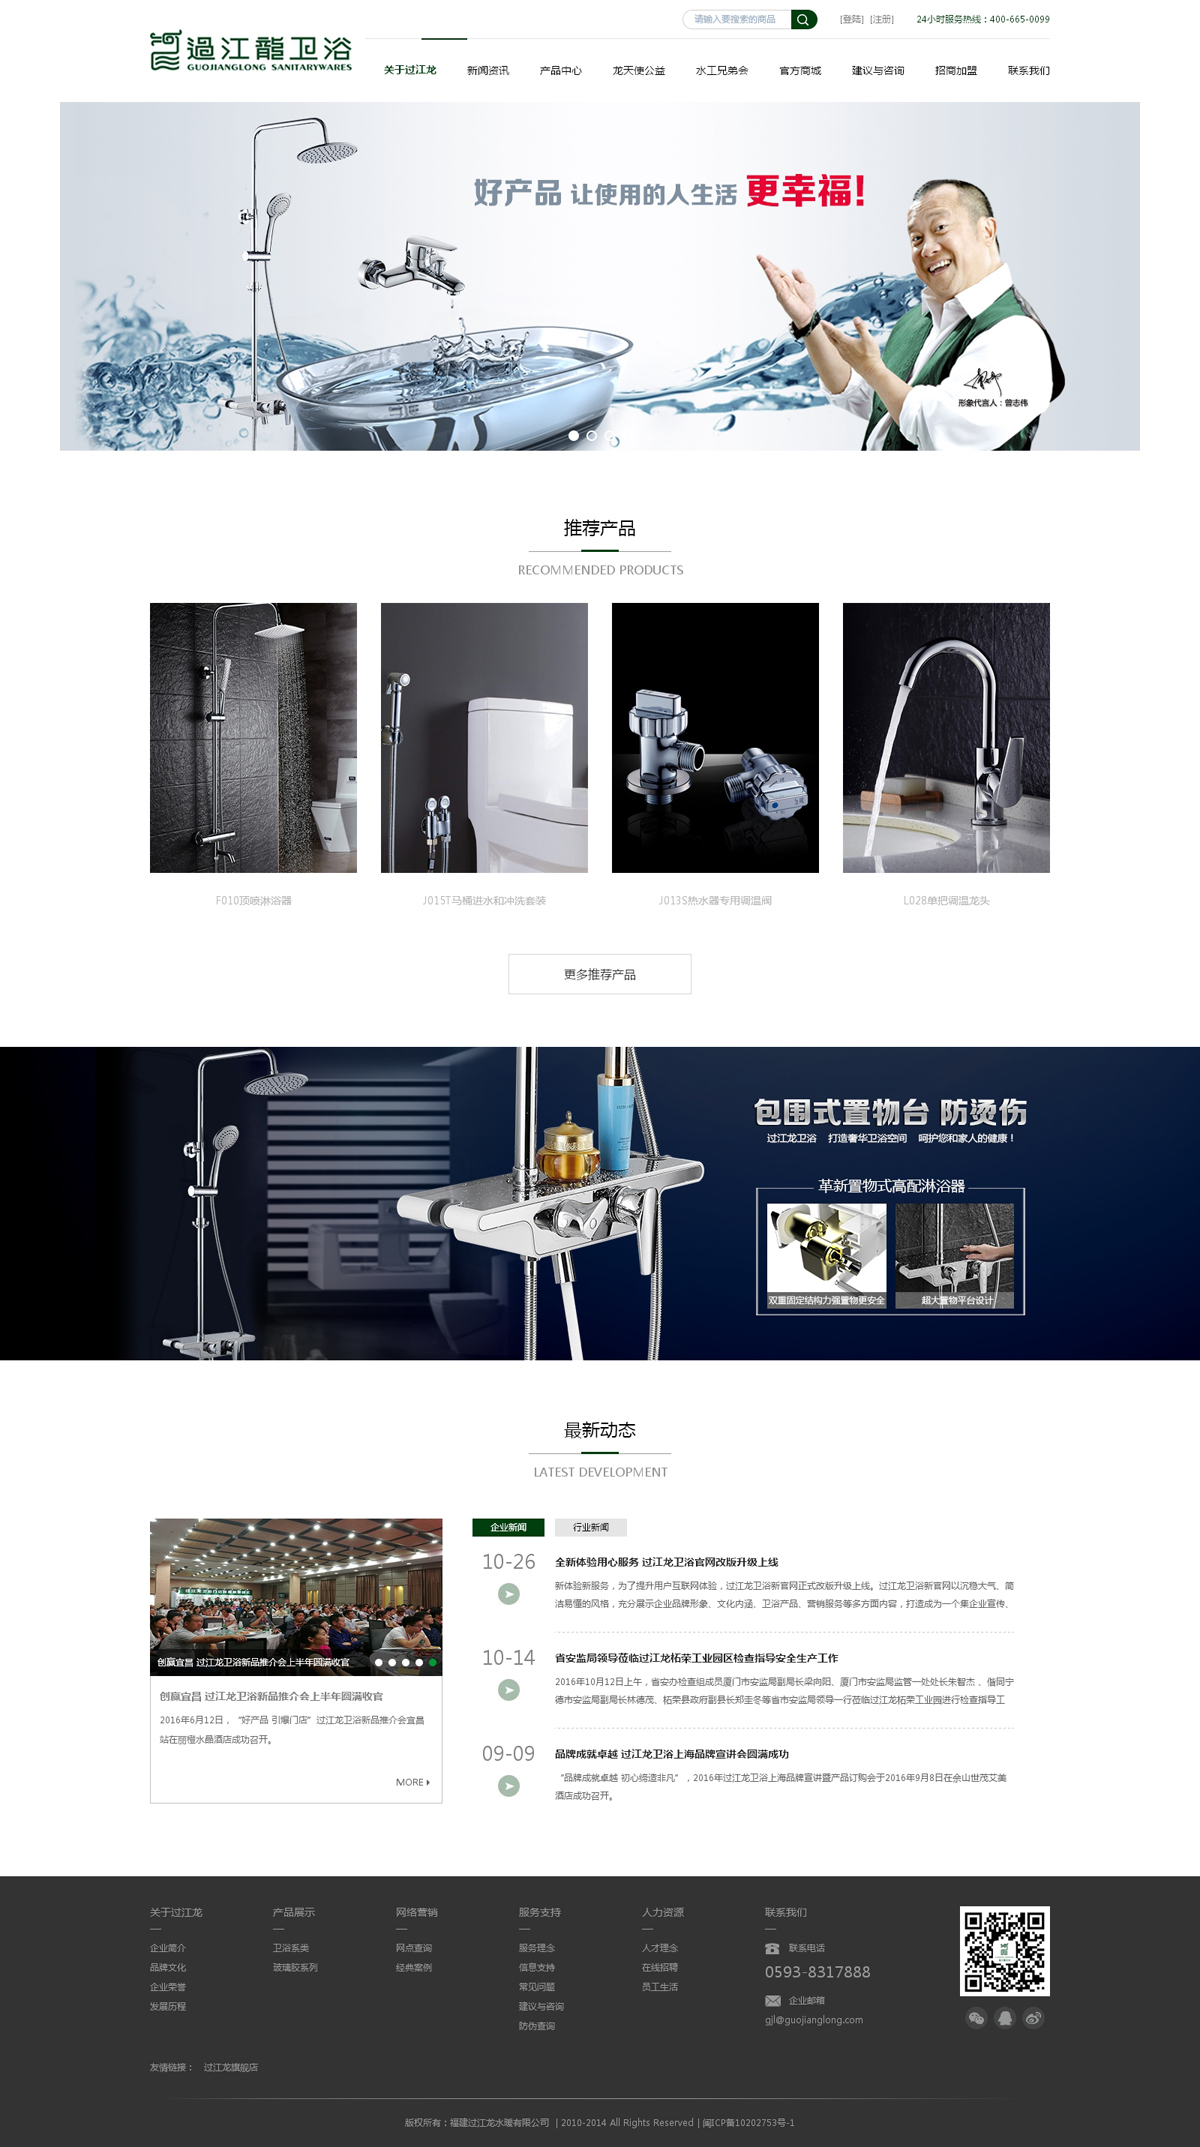 请输入要搜索的商品
[登陆] [注册]
24小时服务热线：400-665-0099
過江龍卫浴
GUOJIANGLONG SANITARYWARES
关于过江龙 新闻资讯 产品中心 龙天使公益 水工兄弟会 官方商城 建议与咨询 招商加盟 联系我们
好产品 让使用的人生活 更幸福!
形象代言人：曾志伟
推荐产品
RECOMMENDED PRODUCTS
F010顶喷淋浴器
J015T马桶进水和冲洗套装
J013S热水器专用调温阀
L028单把调温龙头
更多推荐产品
包围式置物台 防烫伤
过江龙卫浴 打造奢华卫浴空间 呵护您和家人的健康！
革新置物式高配淋浴器
双重固定结构力强置物更安全
超大置物平台设计
最新动态
LATEST DEVELOPMENT
创赢宜昌 过江龙卫浴新品推介会上半年圆满收官
创赢宜昌 过江龙卫浴新品推介会上半年圆满收官
2016年6月12日，“好产品 引爆门店”过江龙卫浴新品推介会宜昌
站在丽橙水晶酒店成功召开。
MORE
企业新闻 行业新闻
10-26
全新体验用心服务 过江龙卫浴官网改版升级上线
新体验新服务，为了提升用户互联网体验，过江龙卫浴新官网正式改版升级上线。过江龙卫浴新官网以沉稳大气、简
洁易懂的风格，充分展示企业品牌形象、文化内涵、卫浴产品、营销服务等多方面内容，打造成为一个集企业宣传、
10-14
省安监局领导莅临过江龙柘荣工业园区检查指导安全生产工作
2016年10月12日上午，省安办检查组成员厦门市安监局副局长梁向阳、厦门市安监局监管一处处长朱智杰 、偕同宁
德市安监局副局长林德茂、柘荣县政府副县长郑圭冬等省市安监局领导一行莅临过江龙柘荣工业园进行检查指导工
09-09
品牌成就卓越 过江龙卫浴上海品牌宣讲会圆满成功
“品牌成就卓越 初心缔造非凡”，2016年过江龙卫浴上海品牌宣讲暨产品订购会于2016年9月8日在佘山世茂艾美
酒店成功召开。
关于过江龙
企业简介
品牌文化
企业荣誉
发展历程
产品展示
卫浴系类
玻璃胶系列
网络营销
网点查询
经典案例
服务支持
服务理念
信息支持
常见问题
建议与咨询
防伪查询
人力资源
人才理念
在线招聘
员工生活
联系我们
联系电话
0593-8317888
企业邮箱
gjl@guojianglong.com
友情链接： 过江龙旗舰店
版权所有：福建过江龙水暖有限公司 | 2010-2014 All Rights Reserved | 闽ICP备10202753号-1